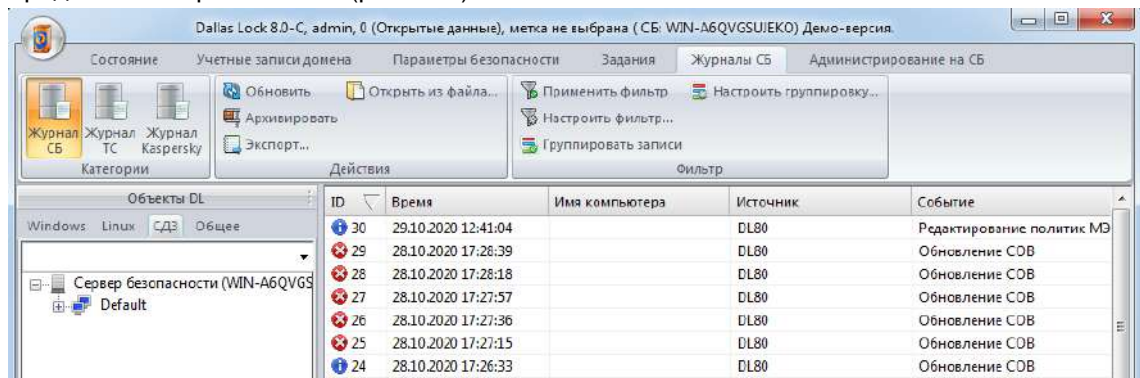 Dallas Lock 8.0-C, admin, 0 (Открытые данные), метка не выбрана ( СБ: WIN-A6QVGSUJEKO) Демо-версия.
Состояние Учетные записи домена Параметры безопасности Задания Журналы СБ Администрирование на СБ
Обновить Открыть из файла... Применить фильтр Настроить группировку...
Журнал СБ Журнал ТС Журнал Kaspersky Архивировать Настроить фильтр...
Экспорт... Группировать записи
Категории Действия Фильтр
Объекты DL ID Время Имя компьютера Источник Событие
Windows Linux СДЗ Общее 30 29.10.2020 12:41:04 DL80 Редактирование политик МЭ
29 28.10.2020 17:28:39 DL80 Обновление СОВ
Сервер безопасности (WIN-A6QVGS 28 28.10.2020 17:28:18 DL80 Обновление СОВ
Default 27 28.10.2020 17:27:57 DL80 Обновление СОВ
26 28.10.2020 17:27:36 DL80 Обновление СОВ
25 28.10.2020 17:27:15 DL80 Обновление СОВ
24 28.10.2020 17:26:33 DL80 Обновление СОВ